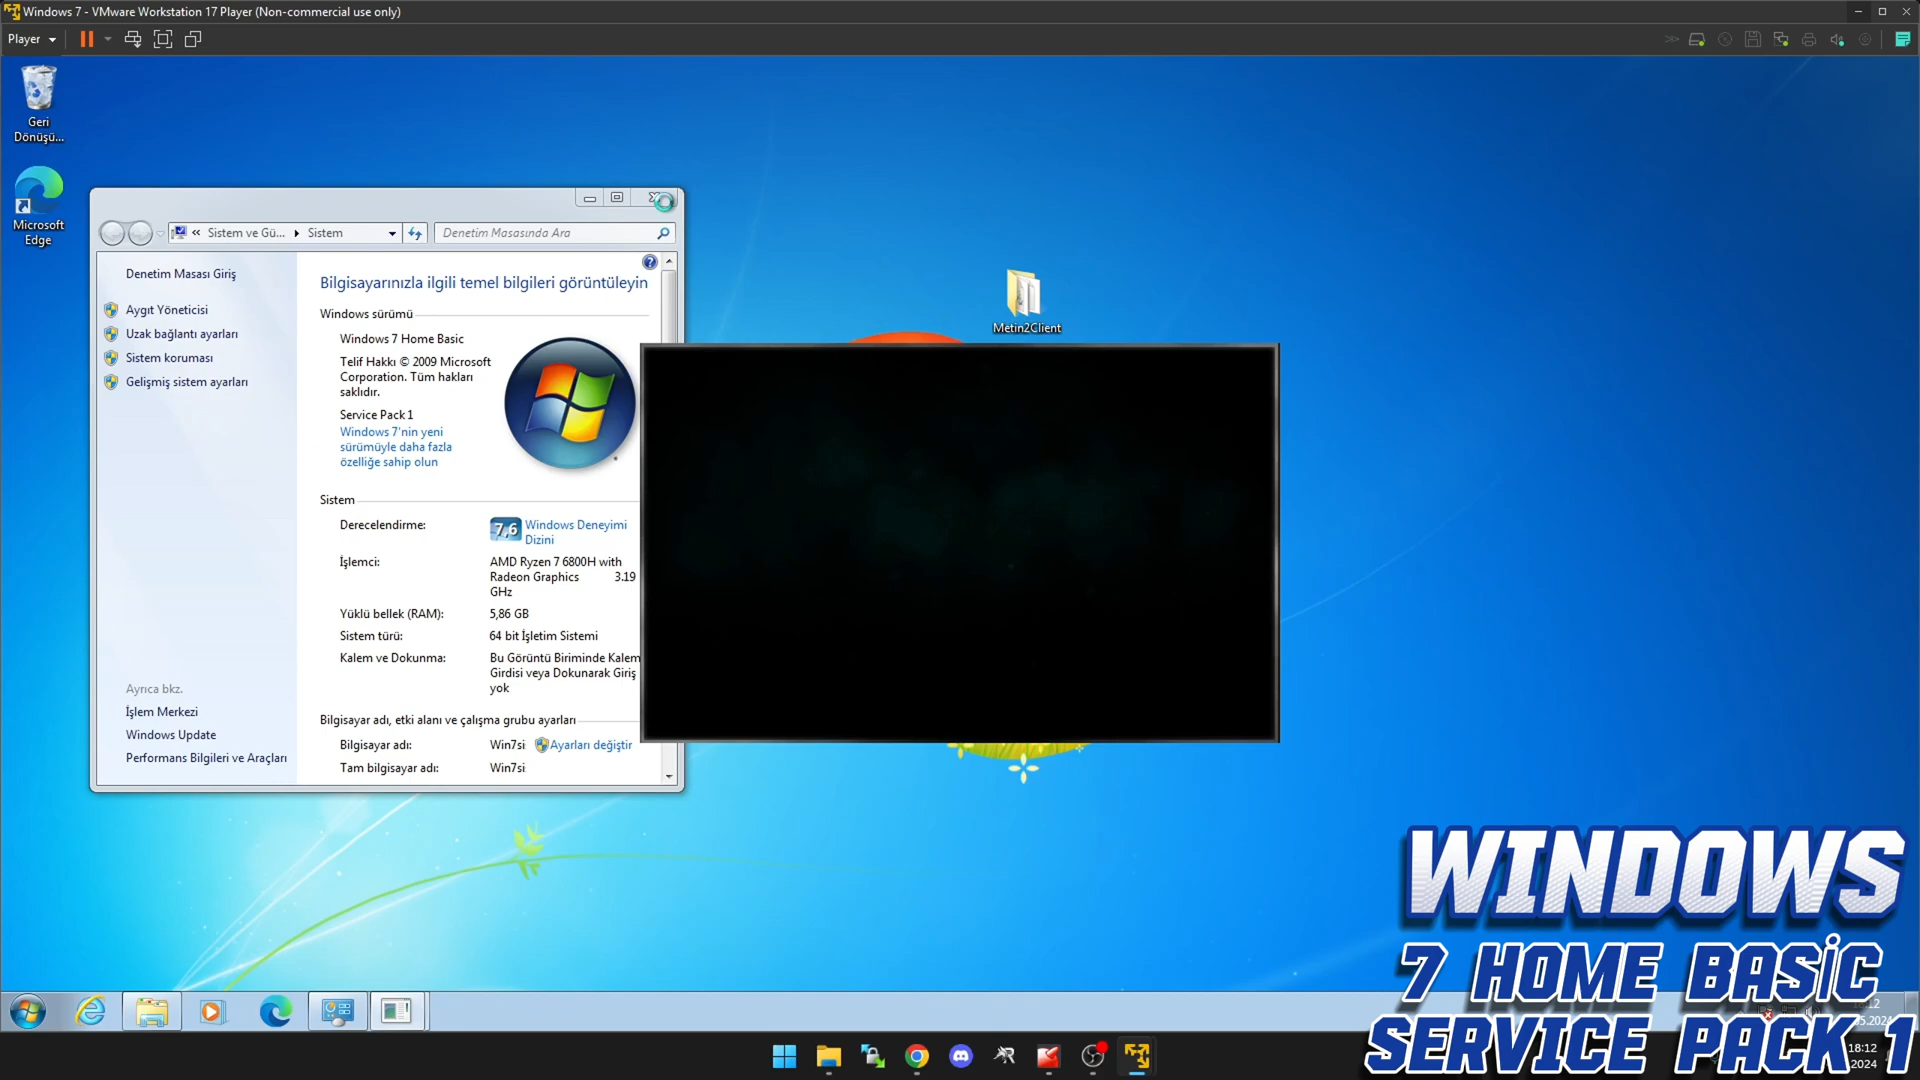 Windows 7 - VMware Workstation 17 Player (Non-commercial use only)
Player
Geri
Dönüşü...
Microsoft
Edge
Sistem ve Gü...
Sistem
Denetim Masasında Ara
Denetim Masası Giriş
Aygıt Yöneticisi
Uzak bağlantı ayarları
Sistem koruması
Gelişmiş sistem ayarları
Ayrıca bkz.
İşlem Merkezi
Windows Update
Performans Bilgileri ve Araçları
Bilgisayarınızla ilgili temel bilgileri görüntüleyin
Windows sürümü
Windows 7 Home Basic
Telif Hakkı © 2009 Microsoft
Corporation. Tüm hakları
saklıdır.
Service Pack 1
Windows 7'nin yeni
sürümüyle daha fazla
özelliğe sahip olun
Sistem
Derecelendirme:
7,6 Windows Deneyimi
Dizini
İşlemci:
AMD Ryzen 7 6800H with
Radeon Graphics 3.19
GHz
Yüklü bellek (RAM):
5,86 GB
Sistem türü:
64 bit İşletim Sistemi
Kalem ve Dokunma:
Bu Görüntü Biriminde Kalem
Girdisi veya Dokunarak Giriş
yok
Bilgisayar adı, etki alanı ve çalışma grubu ayarları
Bilgisayar adı:
Win7si
Ayarları değiştir
Tam bilgisayar adı:
Win7si
Metin2Client
WINDOWS
7 HOME BASİC
SERVICE PACK 1
18:12
2024